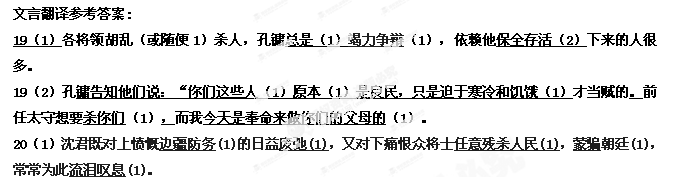 文言翻译参考答案：
19（1）各将领胡乱（或随便1）杀人，孔镛总是（1）竭力争辩（1），依赖他保全存活（2）下来的人很
多。
19（2）孔镛告知他们说：“你们这些人（1）原本（1）是良民，只是迫于寒冷和饥饿（1）才当贼的。前
任太守想要杀你们（1），而我今天是奉命来做你们的父母的（1）。
20（1）沈君既对上愤慨边疆防务(1)的日益废弛(1)，又对下痛恨众将士任意残杀人民(1)，蒙骗朝廷(1)，
常常为此流泪叹息(1)。